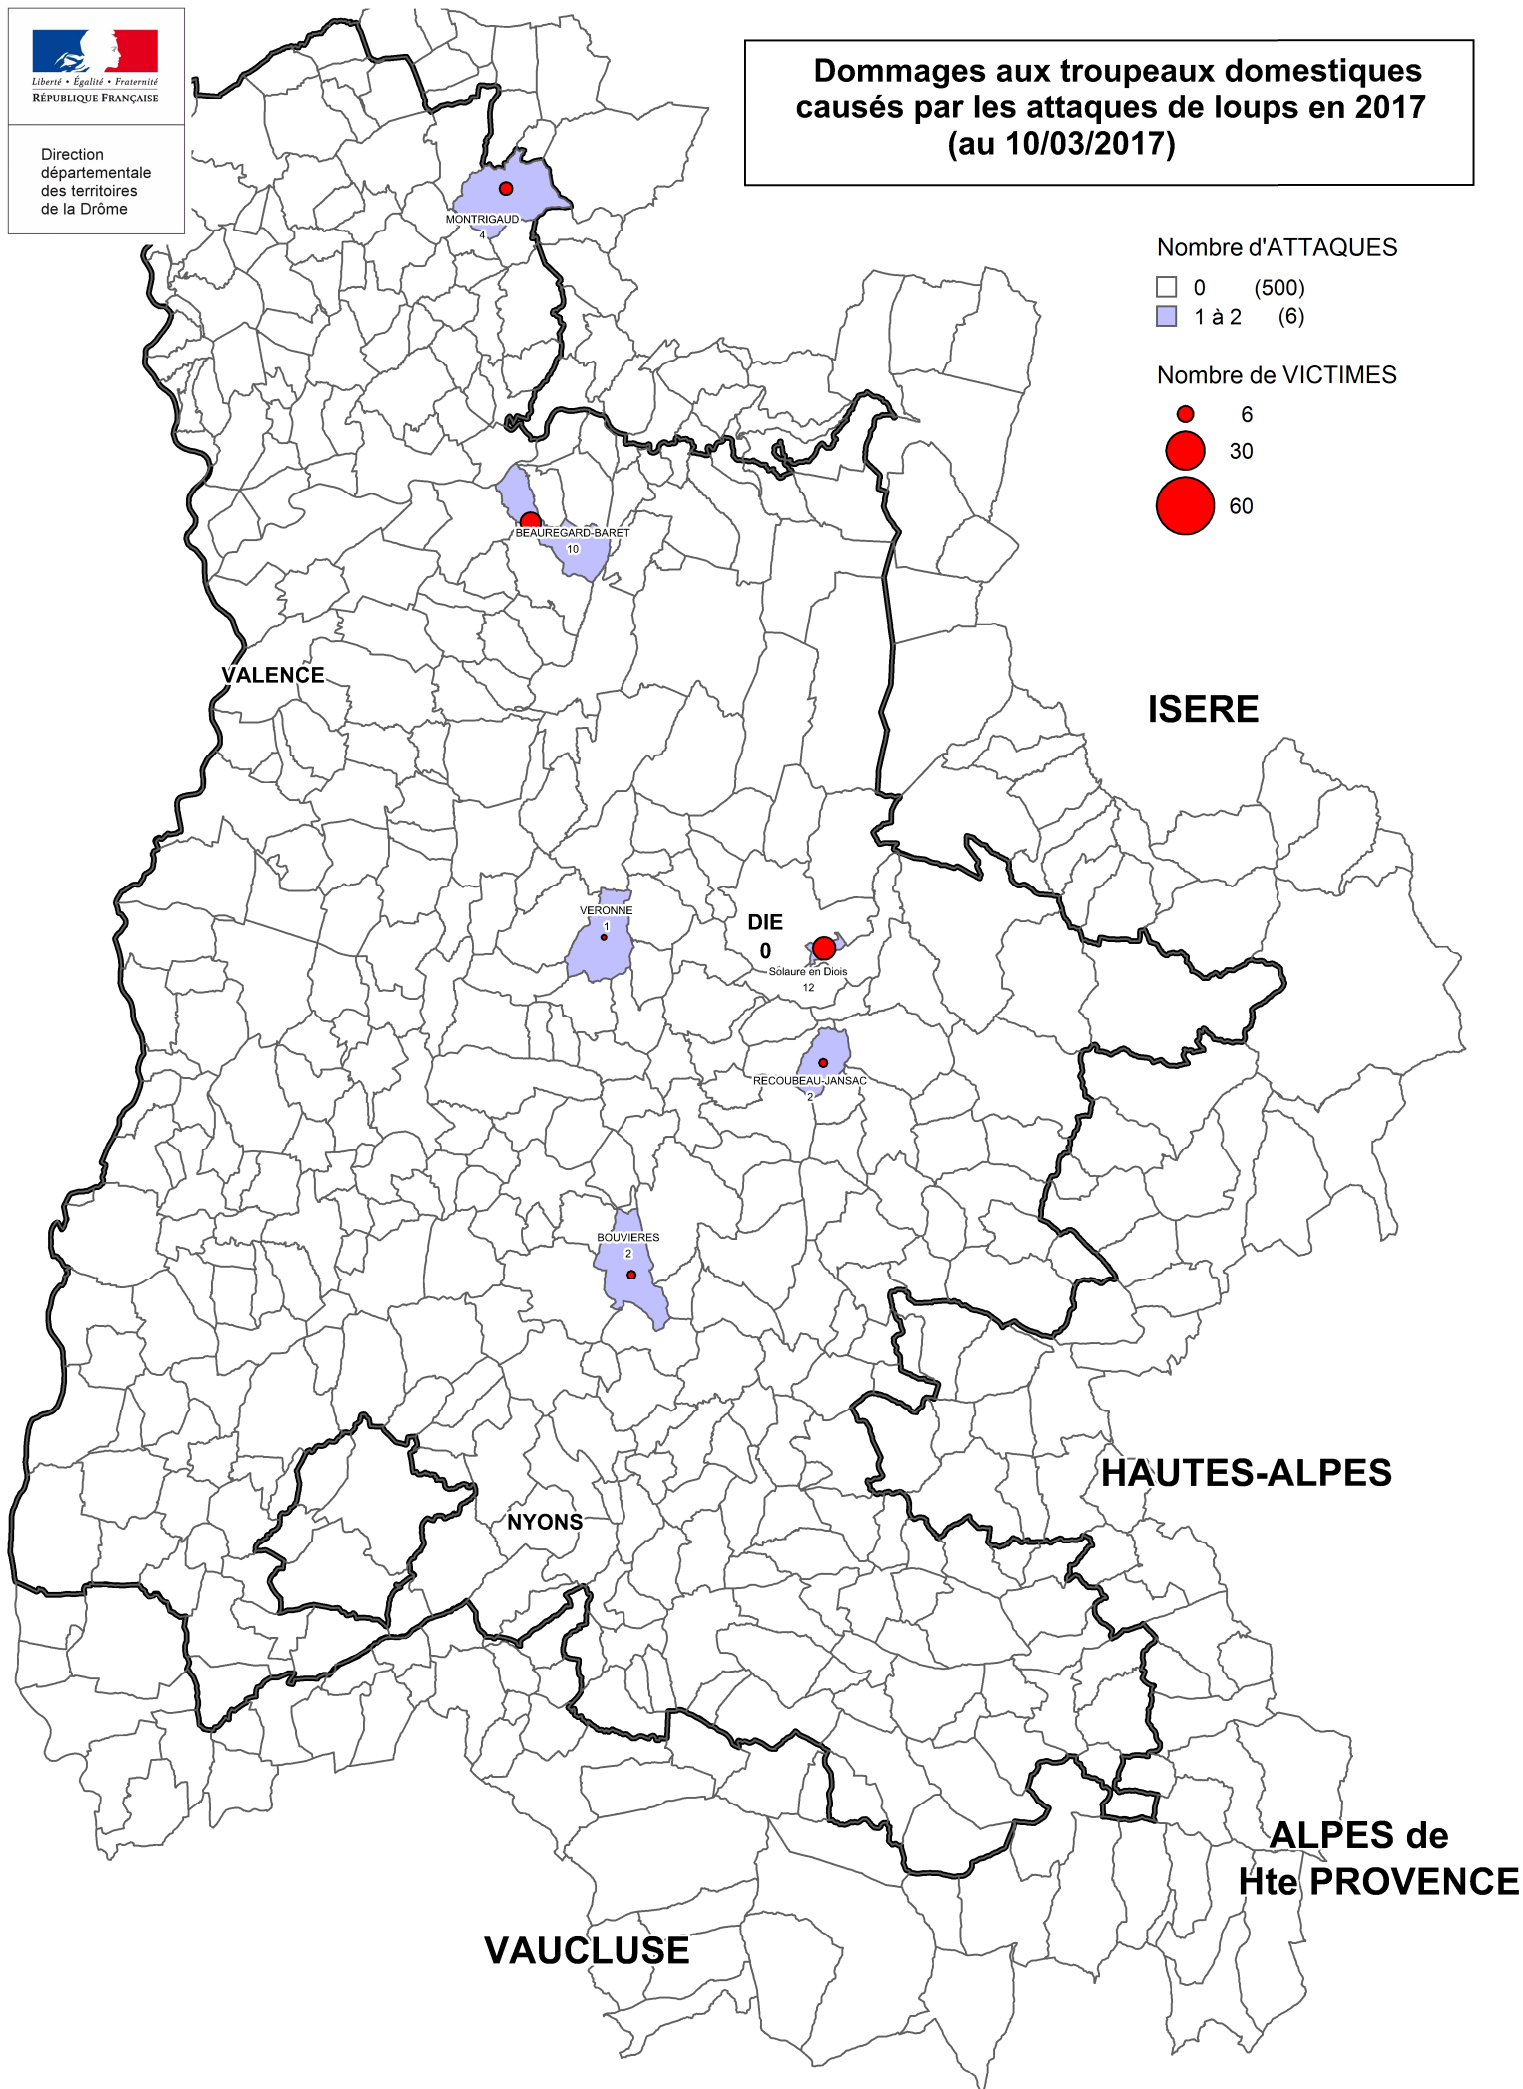 Liberté • Égalité • Fraternité
RÉPUBLIQUE FRANÇAISE
Direction
départementale
des territoires
de la Drôme
Dommages aux troupeaux domestiques
causés par les attaques de loups en 2017
(au 10/03/2017)
Nombre d'ATTAQUES
0 (500)
1 à 2 (6)
Nombre de VICTIMES
6
30
60
MONTRIGAUD
4
BEAUREGARD-BARET
10
VALENCE
ISERE
VERONNE
1
DIE
0
Solaure en Diois
12
RECOUBEAU-JANSAC
2
BOUVIERES
2
HAUTES-ALPES
NYONS
ALPES de
Hte PROVENCE
VAUCLUSE